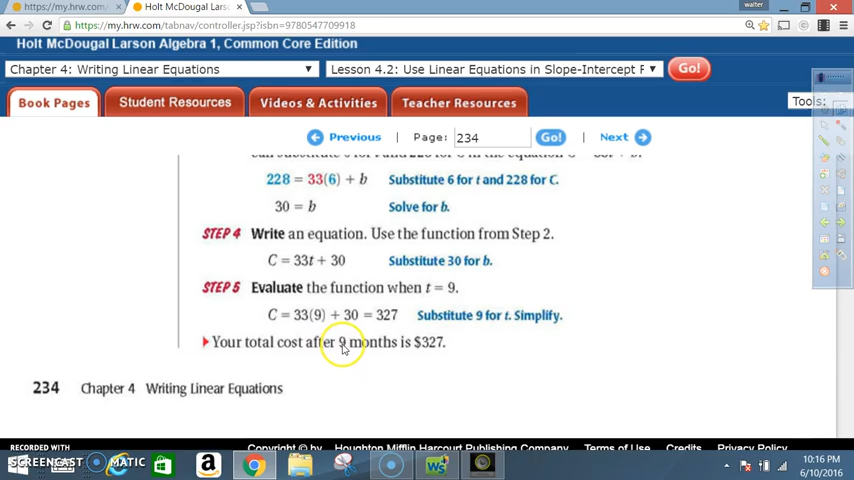 https://my.hrw.com/tabnav/
Holt McDougal Larson
walter
https://my.hrw.com/tabnav/controller.jsp?isbn=9780547709918
Holt McDougal Larson Algebra 1, Common Core Edition
Chapter 4: Writing Linear Equations
Lesson 4.2: Use Linear Equations in Slope-Intercept F
Go!
Book Pages
Student Resources
Videos & Activities
Teacher Resources
Tools:
Previous | Page: 234 Go! | Next
228 = 33(6) + b Substitute 6 for t and 228 for C.
30 = b Solve for b.
STEP 4 Write an equation. Use the function from Step 2.
C = 33t + 30 Substitute 30 for b.
STEP 5 Evaluate the function when t = 9.
C = 33(9) + 30 = 327 Substitute 9 for t. Simplify.
Your total cost after 9 months is $327.
234 Chapter 4 Writing Linear Equations
Copyright © Houghton Mifflin Harcourt Publishing Company
Terms of Use
Credits
Privacy Policy
RECORDED WITH
SCREENCAST MATIC
10:16 PM
6/10/2016